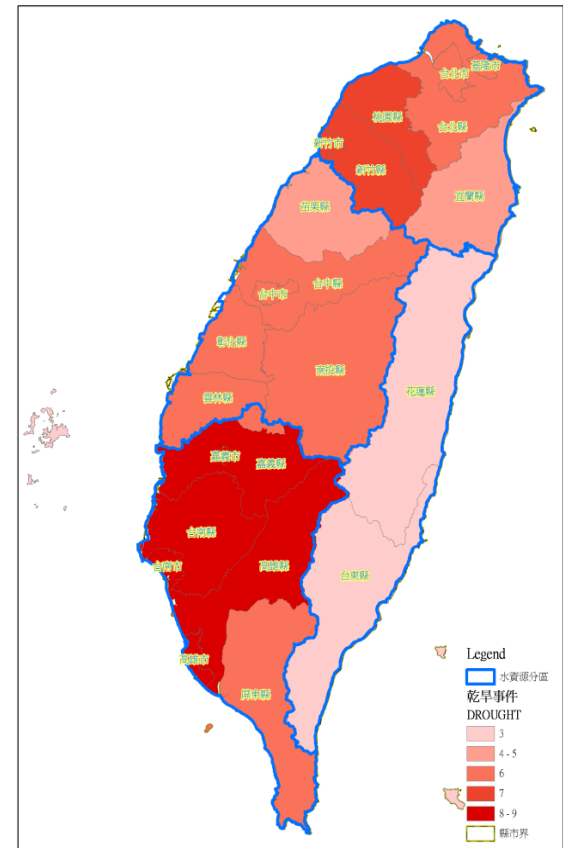 台北市
基隆市
桃園縣
台北縣
新竹市
新竹縣
宜蘭縣
苗栗縣
台中縣
台中市
彰化縣
南投縣
花蓮縣
雲林縣
嘉義市
嘉義縣
台南縣
台南市
高雄縣
台東縣
高雄市
屏東縣
Legend
水資源分區
乾旱事件
DROUGHT
3
4 - 5
6
7
8 - 9
縣市界